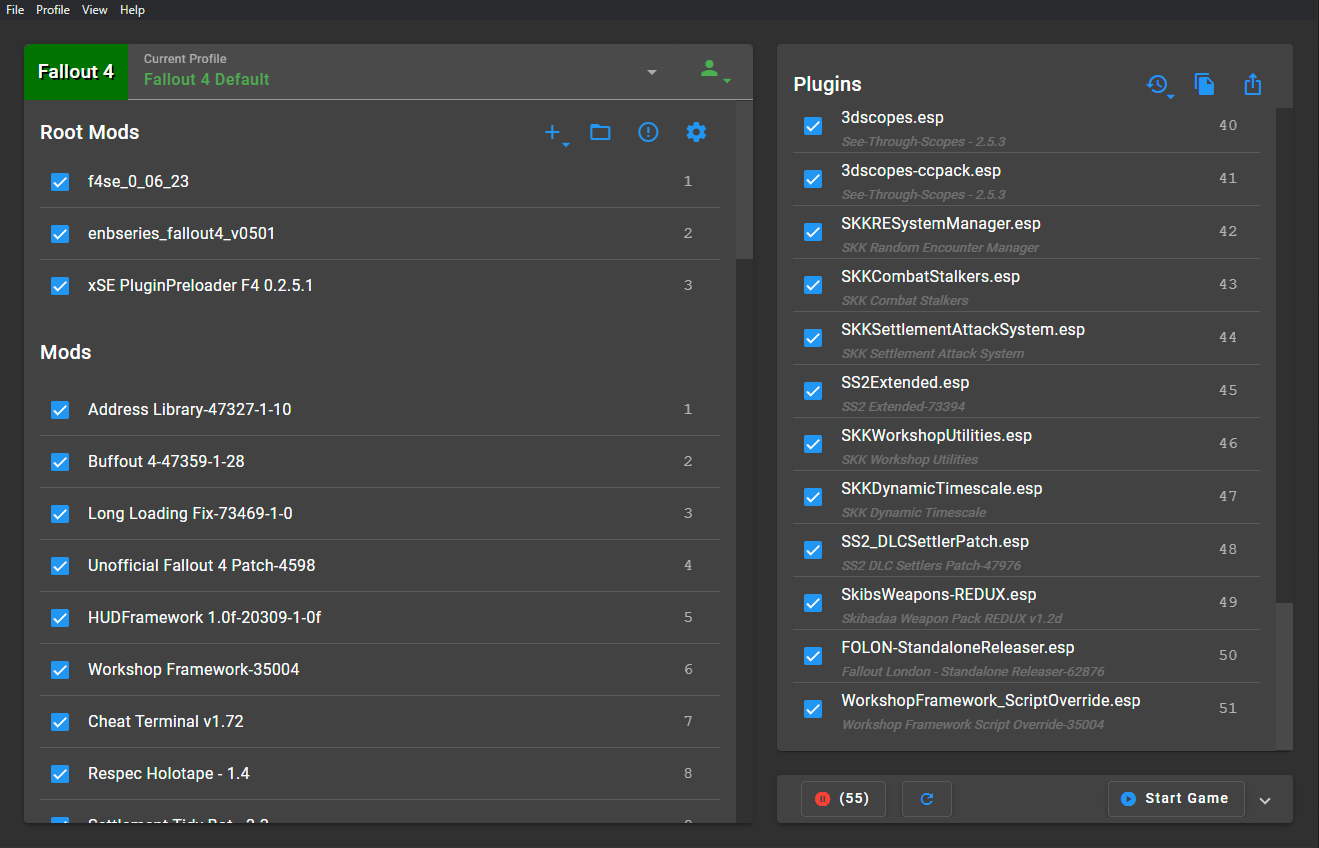 File Profile View Help
Fallout 4
Current Profile
Fallout 4 Default
Root Mods
f4se_0_06_23 1
enbseries_fallout4_v0501 2
xSE PluginPreloader F4 0.2.5.1 3
Mods
Address Library-47327-1-10 1
Buffout 4-47359-1-28 2
Long Loading Fix-73469-1-0 3
Unofficial Fallout 4 Patch-4598 4
HUDFramework 1.0f-20309-1-0f 5
Workshop Framework-35004 6
Cheat Terminal v1.72 7
Respec Holotape - 1.4 8
Plugins
3dscopes.esp 40
See-Through-Scopes - 2.5.3
3dscopes-ccpack.esp 41
See-Through-Scopes - 2.5.3
SKKRESystemManager.esp 42
SKK Random Encounter Manager
SKKCombatStalkers.esp 43
SKK Combat Stalkers
SKKSettlementAttackSystem.esp 44
SKK Settlement Attack System
SS2Extended.esp 45
SS2 Extended-73394
SKKWorkshopUtilities.esp 46
SKK Workshop Utilities
SKKDynamicTimescale.esp 47
SKK Dynamic Timescale
SS2_DLCSettlerPatch.esp 48
SS2 DLC Settlers Patch-47976
SkibsWeapons-REDUX.esp 49
Skibadaa Weapon Pack REDUX v1.2d
FOLON-StandaloneReleaser.esp 50
Fallout London - Standalone Releaser-62876
WorkshopFramework_ScriptOverride.esp 51
Workshop Framework Script Override-35004
(55)
Start Game